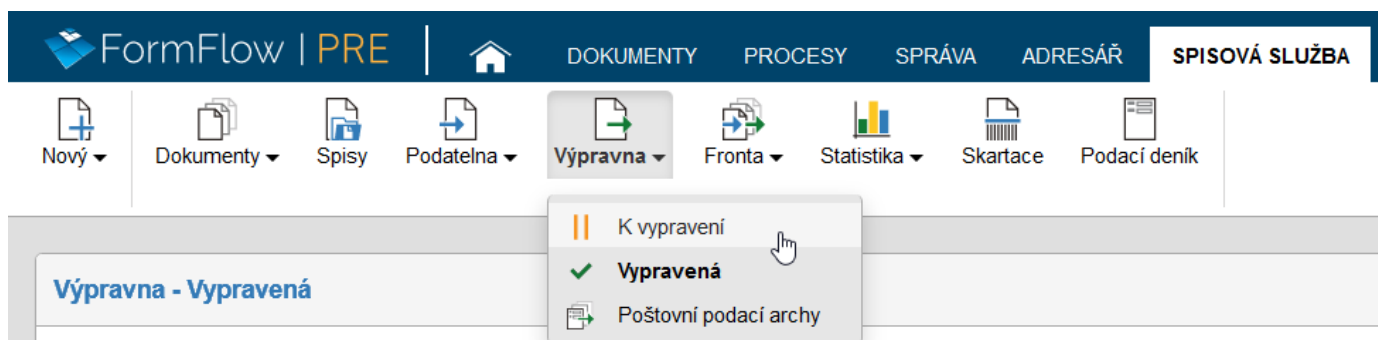 FormFlow | PRE
DOKUMENTY PROCESY SPRÁVA ADRESÁŘ SPISOVÁ SLUŽBA
Nový Dokumenty Spisy Podatelna Výpravna Fronta Statistika Skartace Podací deník
K vypravení
Vypravená
Poštovní podací archy
Výpravna - Vypravená